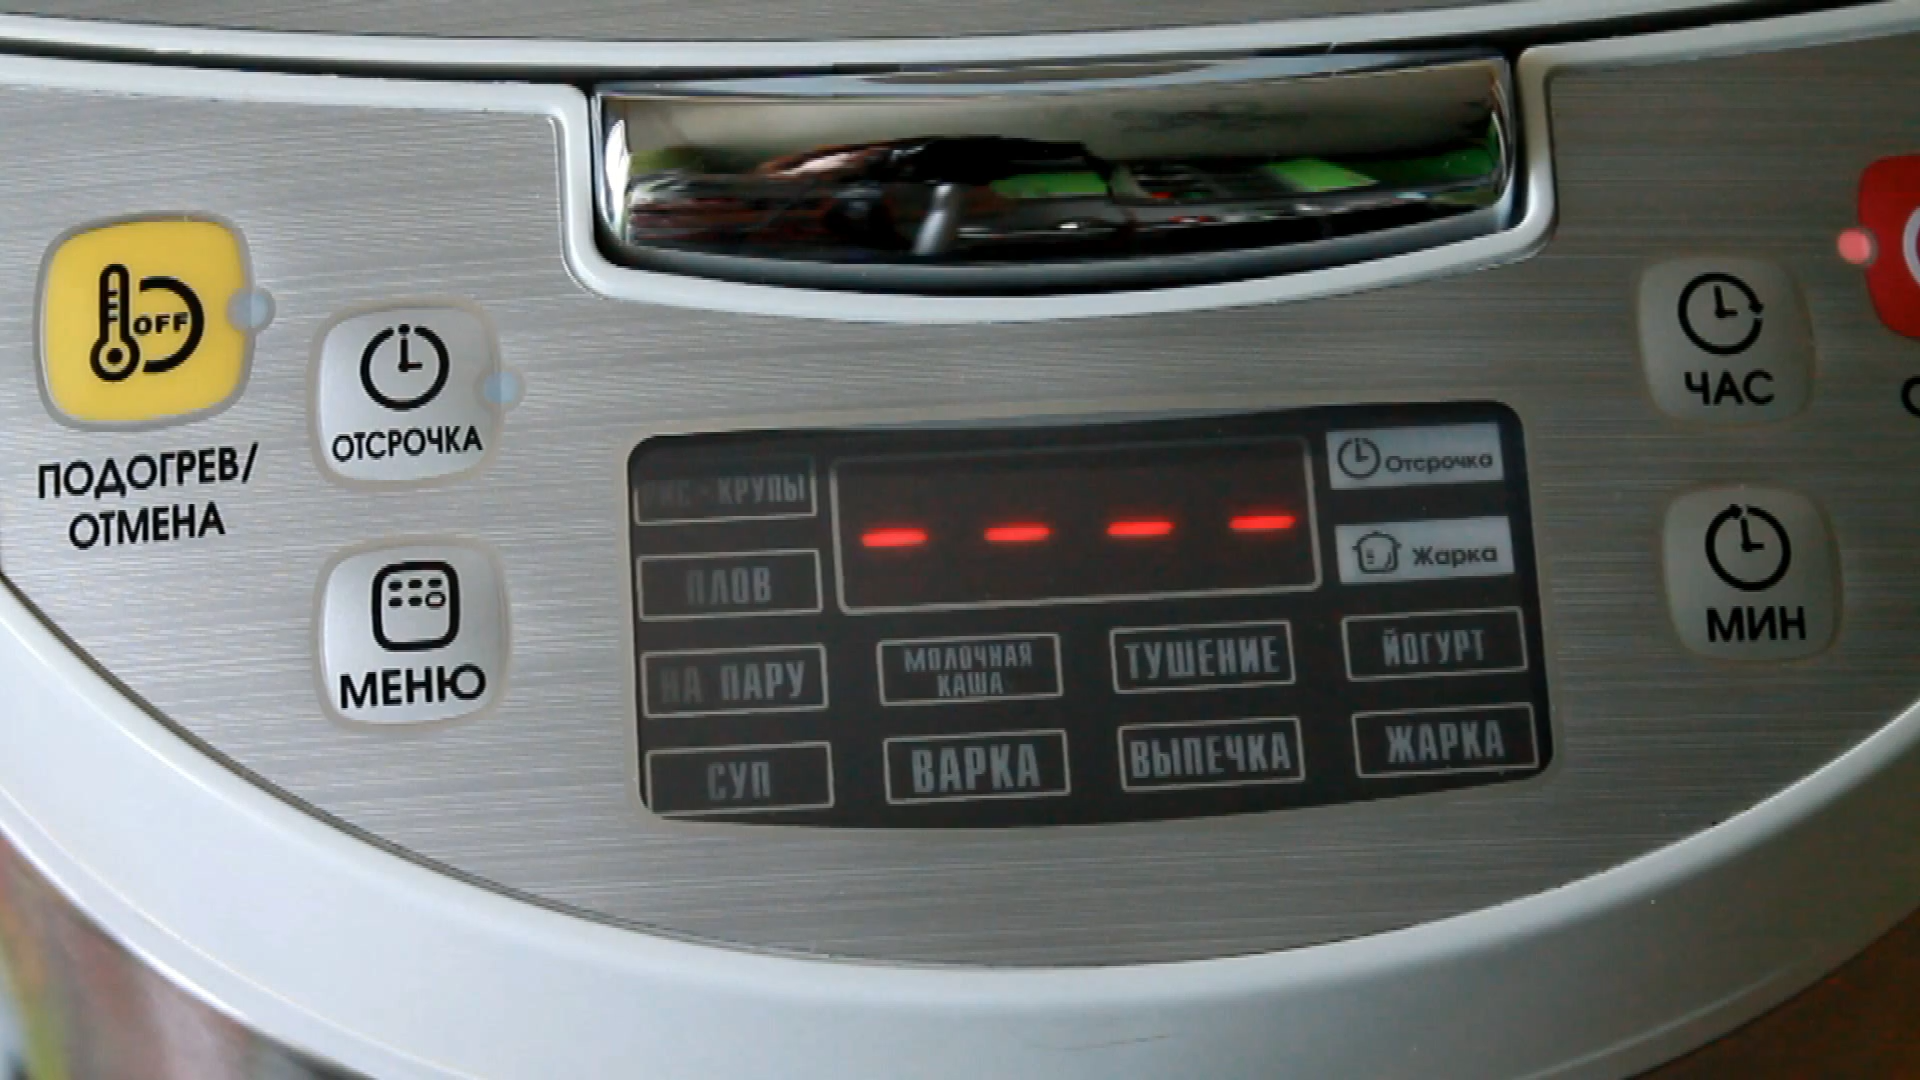 OFF
ПОДОГРЕВ/
ОТМЕНА
ОТСРОЧКА
МЕНЮ
РИС - КРУПЫ
ПЛОВ
НА ПАРУ
СУП
- - - -
МОЛОЧНАЯ
КАША
ВАРКА
ТУШЕНИЕ
ВЫПЕЧКА
Отсрочка
Жарка
ЙОГУРТ
ЖАРКА
ЧАС
МИН